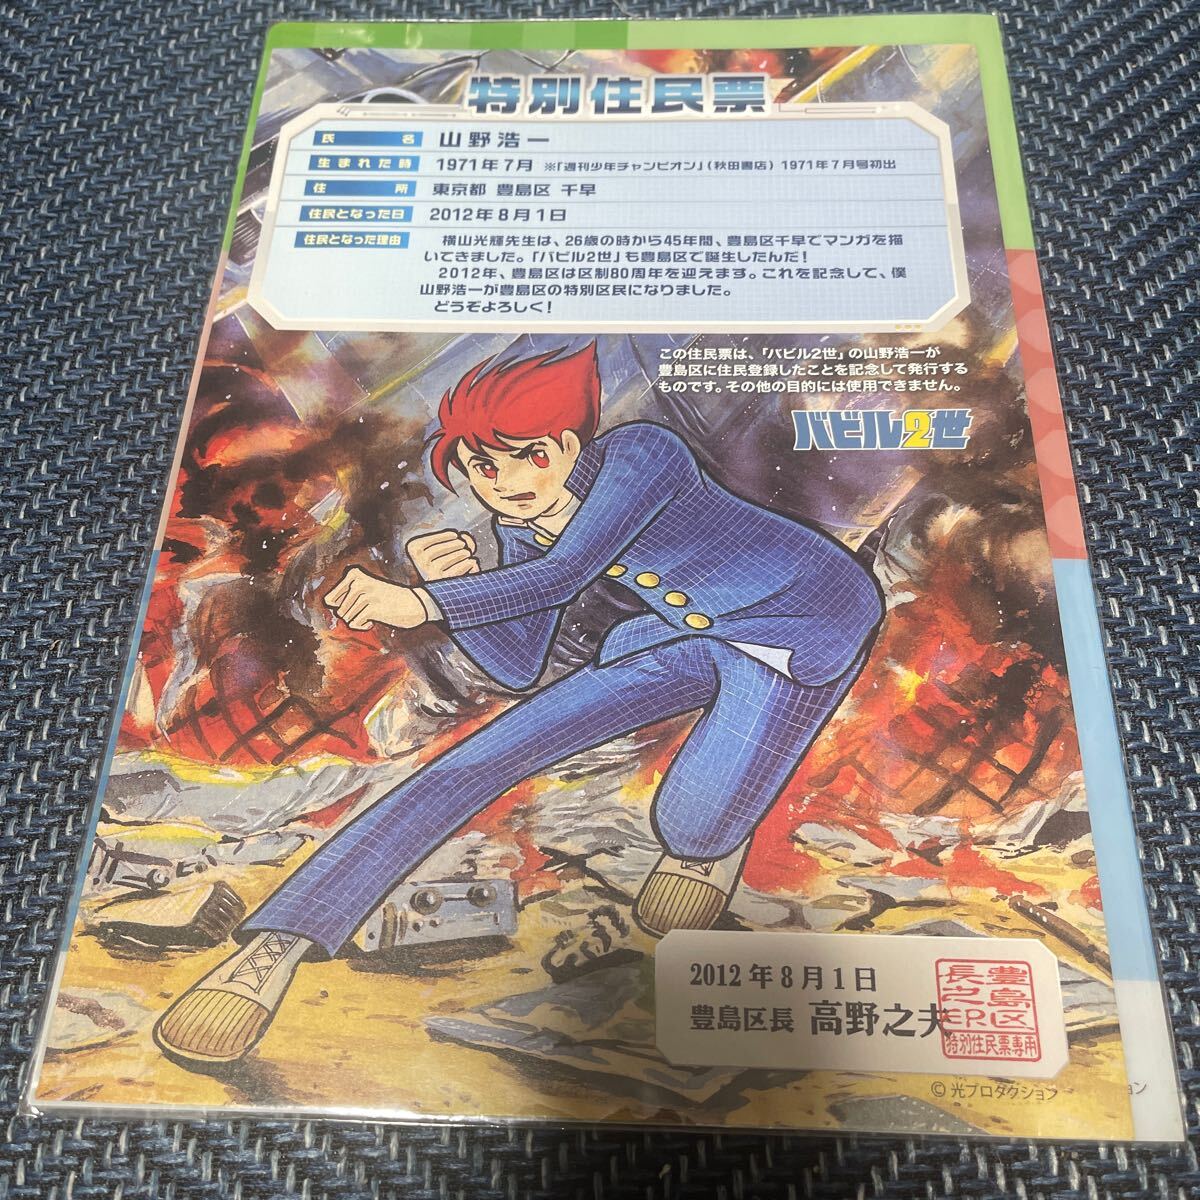 特別住民票
氏名 山野浩一
生まれた時 1971年7月 ※「週刊少年チャンピオン」(秋田書店) 1971年7月号初出
住所 東京都 豊島区 千早
住民となった日 2012年8月1日
住民となった理由 横山光輝先生は、26歳の時から45年間、豊島区千早でマンガを描
いてきました。「バビル2世」も豊島区で誕生したんだ!
2012年、豊島区は区制80周年を迎えます。これを記念して、僕
山野浩一が豊島区の特別区民になりました。
どうぞよろしく!
この住民票は、「バビル2世」の山野浩一が
豊島区に住民登録したことを記念して発行する
ものです。その他の目的には使用できません。
バビル2世
2012年8月1日
豊島区長 高野之夫
豊島区
長之印
特別住民票専用
©光プロダクション
ョン